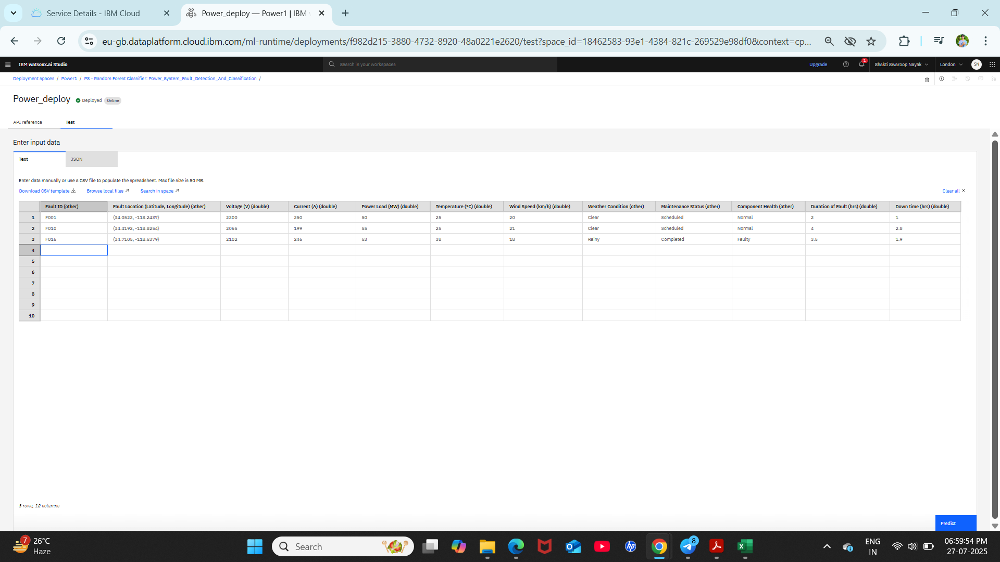 Service Details - IBM Cloud
Power_deploy — Power1 | IBM
eu-gb.dataplatform.cloud.ibm.com/ml-runtime/deployments/f982d215-3880-4732-8920-48a0221e2620/test?space_id=18462583-93e1-4384-821c-269529e98df0&context=cp...
IBM watsonx.ai Studio
Search in your workspaces
Upgrade
1
Shakti Swaroop Nayak
London
SN
Deployment spaces / Power1 / P8 - Random Forest Classifier: Power_System_Fault_Detection_And_Classification /
Power_deploy Deployed Online
API reference Test
Enter input data
Text JSON
Enter data manually or use a CSV file to populate the spreadsheet. Max file size is 50 MB.
Download CSV template Browse local files Search in space Clear all
Fault ID (other) Fault Location (Latitude, Longitude) (other) Voltage (V) (double) Current (A) (double) Power Load (MW) (double) Temperature (°C) (double) Wind Speed (km/h) (double) Weather Condition (other) Maintenance Status (other) Component Health (other) Duration of Fault (hrs) (double) Down time (hrs) (double)
1 F001 (34.0522, -118.2437) 2200 250 50 25 20 Clear Scheduled Normal 2 1
2 F010 (34.4192, -118.8254) 2065 199 55 25 21 Clear Scheduled Normal 4 2.8
3 F016 (34.7105, -118.5379) 2102 246 53 38 18 Rainy Completed Faulty 3.5 1.9
4
5
6
7
8
9
10
3 rows, 12 columns
Predict
7
26°C
Haze
Search
8
ENG
IN
06:59:54 PM
27-07-2025